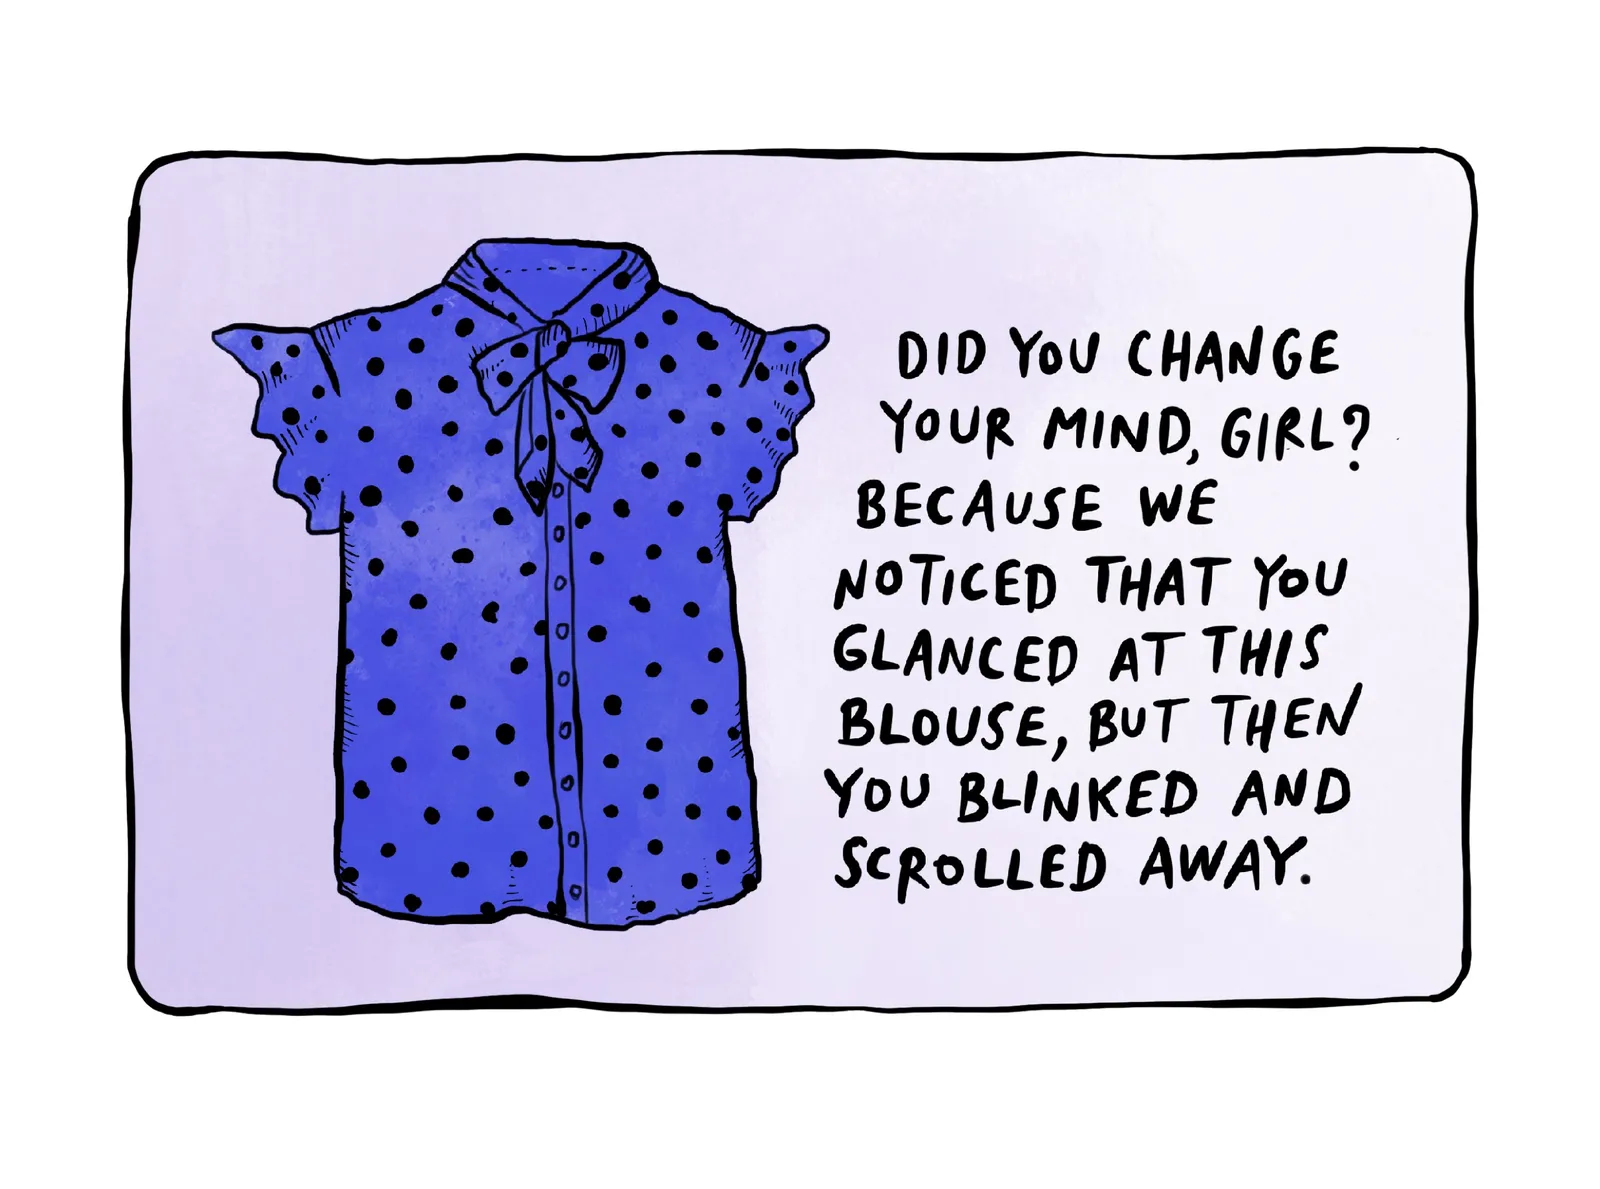 DID YOU CHANGE
YOUR MIND, GIRL?
BECAUSE WE
NOTICED THAT YOU
GLANCED AT THIS
BLOUSE, BUT THEN
YOU BLINKED AND
SCROLLED AWAY.